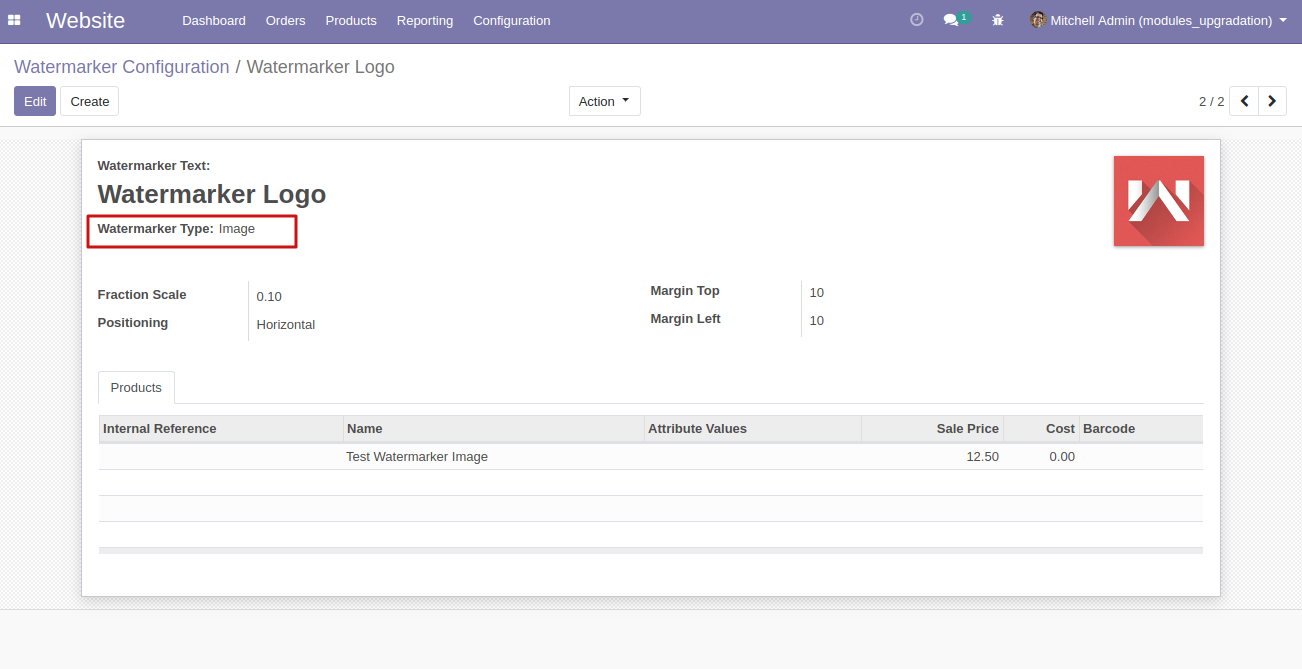 Website Dashboard Orders Products Reporting Configuration 1 Mitchell Admin (modules_upgradation)
Watermarker Configuration / Watermarker Logo
Edit Create Action 2 / 2
Watermarker Text:
Watermarker Logo
Watermarker Type: Image
Fraction Scale 0.10 Margin Top 10
Positioning Horizontal Margin Left 10
Products
Internal Reference Name Attribute Values Sale Price Cost Barcode
Test Watermarker Image 12.50 0.00